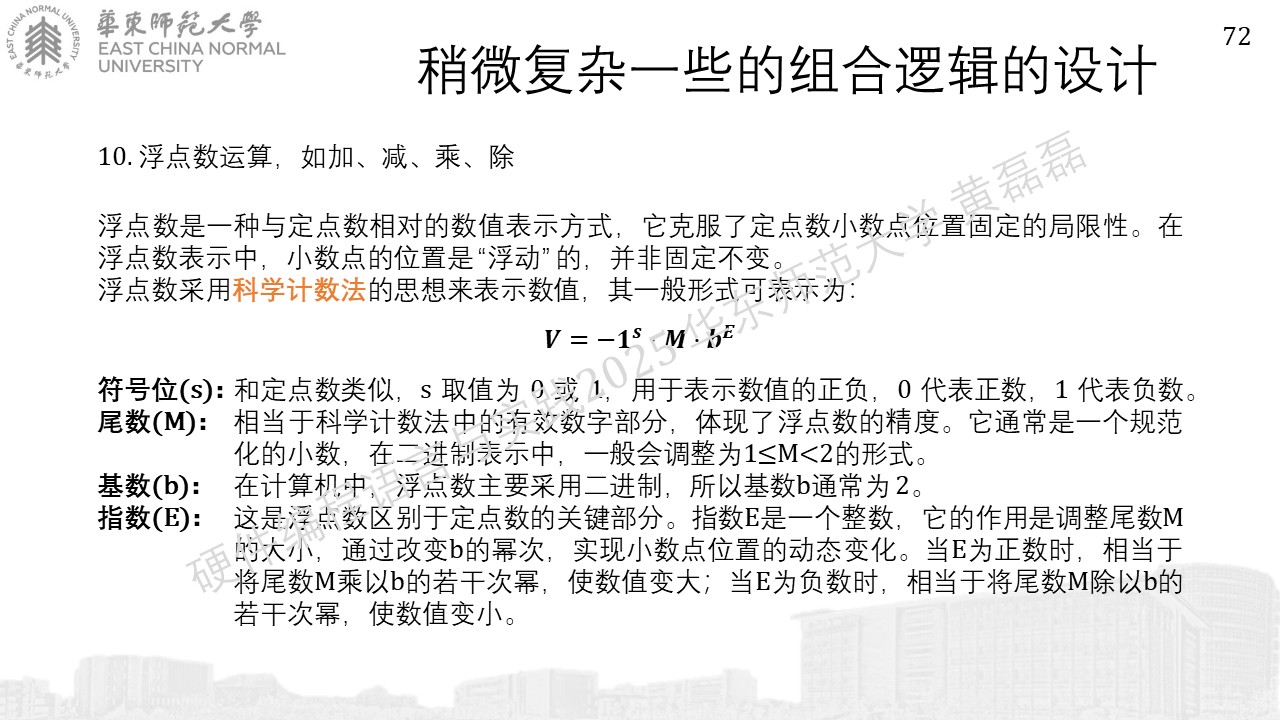 華東師範大學
EAST CHINA NORMAL
UNIVERSITY
EAST CHINA NORMAL UNIVERSITY
華東師範大學
72
稍微复杂一些的组合逻辑的设计
10. 浮点数运算，如加、减、乘、除
浮点数是一种与定点数相对的数值表示方式，它克服了定点数小数点位置固定的局限性。在
浮点数表示中，小数点的位置是“浮动”的，并非固定不变。
浮点数采用科学计数法的思想来表示数值，其一般形式可表示为：
V = −1ˢ · M · bᴱ
符号位(s)：和定点数类似，s 取值为 0 或 1，用于表示数值的正负，0 代表正数，1 代表负数。
尾数(M)： 相当于科学计数法中的有效数字部分，体现了浮点数的精度。它通常是一个规范
化的小数，在二进制表示中，一般会调整为1≤M<2的形式。
基数(b)： 在计算机中，浮点数主要采用二进制，所以基数b通常为 2。
指数(E)： 这是浮点数区别于定点数的关键部分。指数E是一个整数，它的作用是调整尾数M
的大小，通过改变b的幂次，实现小数点位置的动态变化。当E为正数时，相当于
将尾数M乘以b的若干次幂，使数值变大；当E为负数时，相当于将尾数M除以b的
若干次幂，使数值变小。
硬件编程语言与实践2025 华东师范大学 黄磊磊